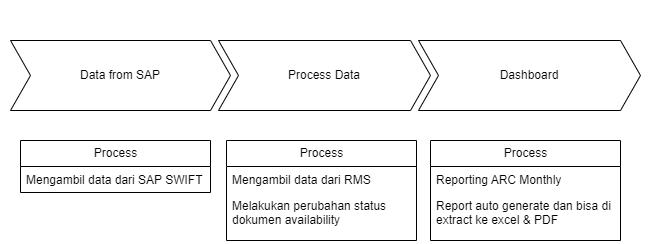 Data from SAP
Process Data
Dashboard
Process
Mengambil data dari SAP SWIFT
Process
Mengambil data dari RMS
Melakukan perubahan status
dokumen availability
Process
Reporting ARC Monthly
Report auto generate dan bisa di
extract ke excel & PDF